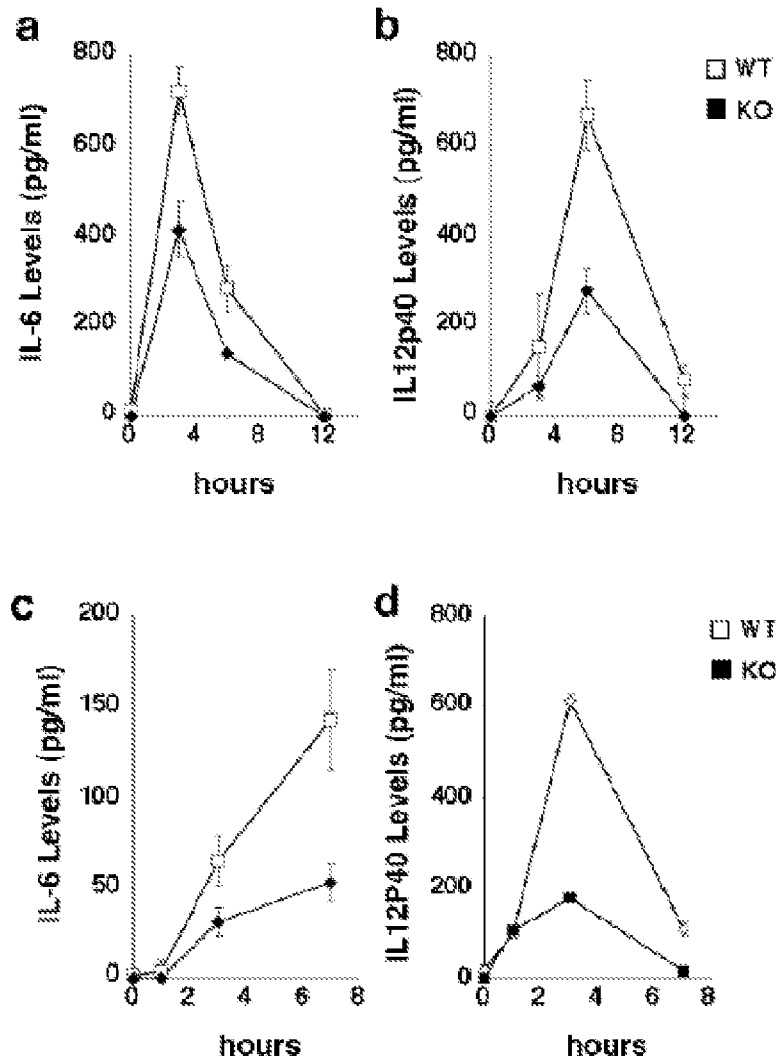 a
800
600
400
200
0
IL-6 Levels (pg/ml)
0 4 8 12
hours
b
800
600
400
200
0
IL12p40 Levels (pg/ml)
0 4 8 12
hours
WT
KO
c
200
150
100
50
0
IL-6 Levels (pg/ml)
0 2 4 6 8
hours
d
800
600
400
200
0
IL12P40 Levels (pg/ml)
0 2 4 6 8
hours
WT
KO